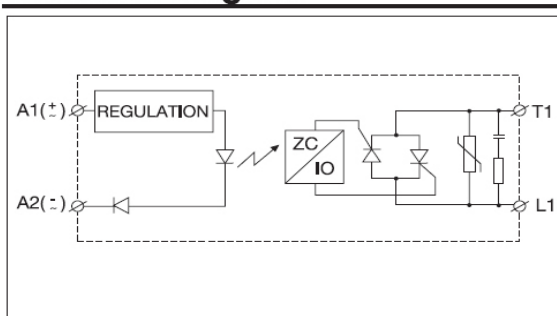 A1(+ ~)
REGULATION
T1
ZC
IO
A2(- ~)
L1